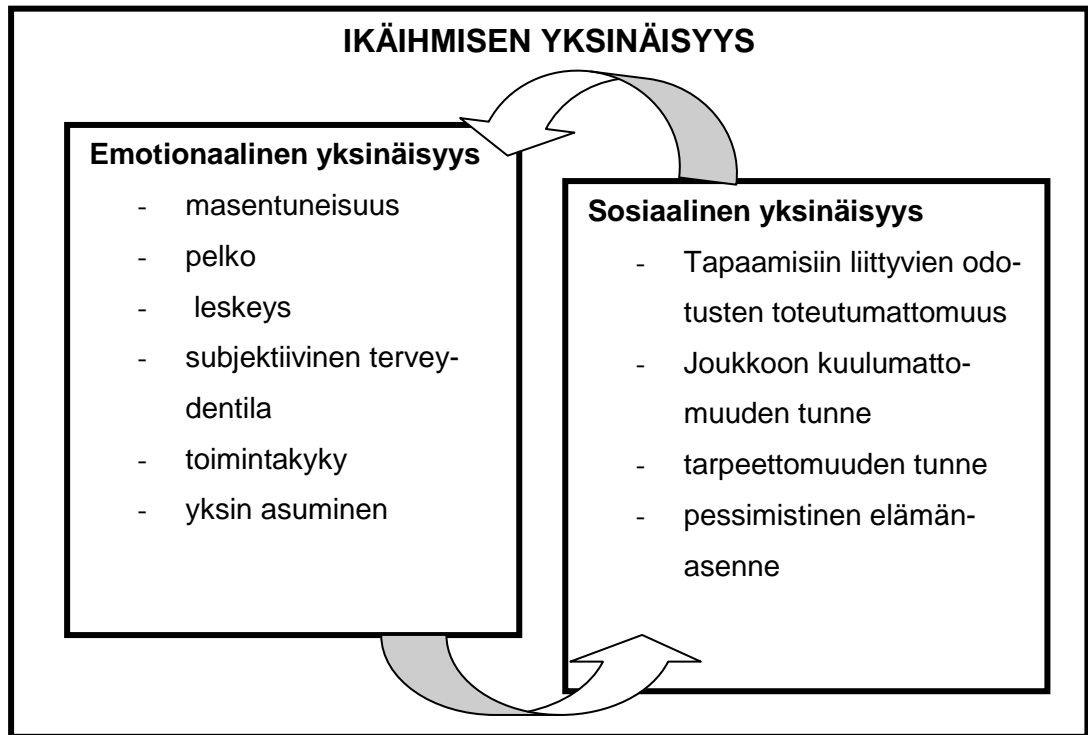 IKÄIHMISEN YKSINÄISYYS
Emotionaalinen yksinäisyys
- masentuneisuus
- pelko
- leskeys
- subjektiivinen tervey-
dentila
- toimintakyky
- yksin asuminen
Sosiaalinen yksinäisyys
- Tapaamisiin liittyvien odo-
tusten toteutumattomuus
- Joukkoon kuulumatto-
muuden tunne
- tarpeettomuuden tunne
- pessimistinen elämän-
asenne